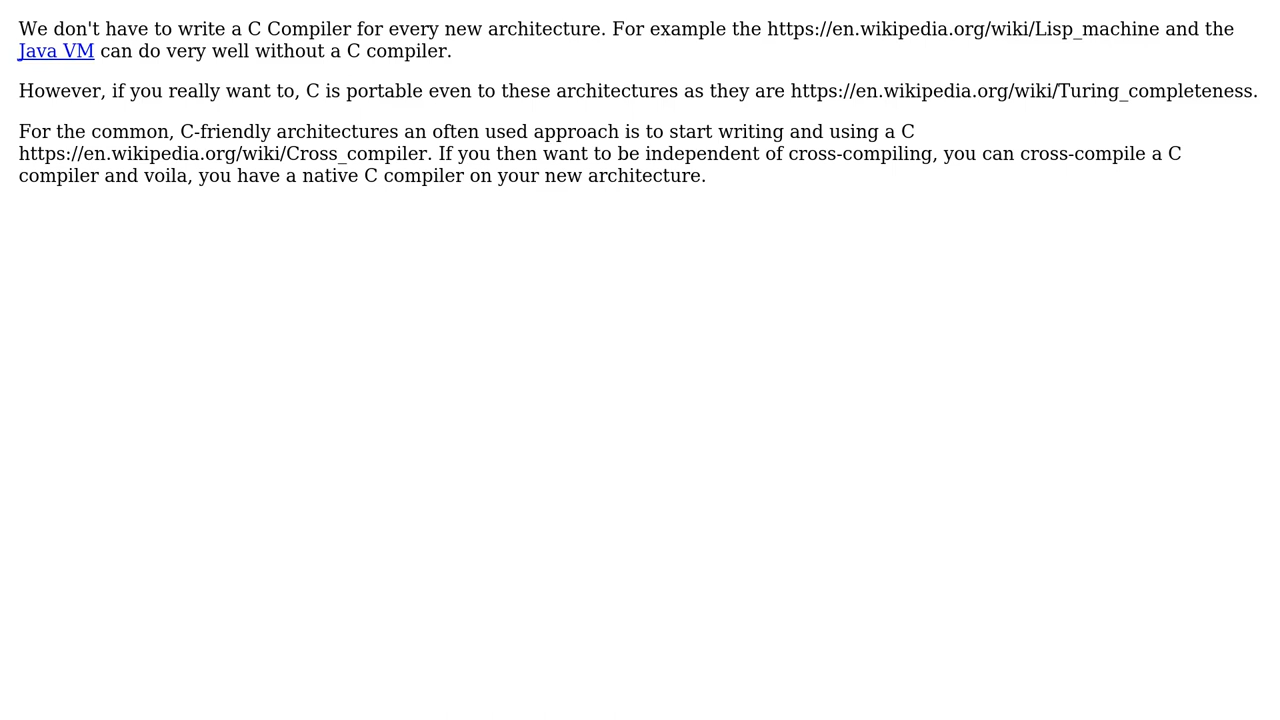 We don't have to write a C Compiler for every new architecture. For example the https://en.wikipedia.org/wiki/Lisp_machine and the
Java VM can do very well without a C compiler.
However, if you really want to, C is portable even to these architectures as they are https://en.wikipedia.org/wiki/Turing_completeness.
For the common, C-friendly architectures an often used approach is to start writing and using a C
https://en.wikipedia.org/wiki/Cross_compiler. If you then want to be independent of cross-compiling, you can cross-compile a C
compiler and voila, you have a native C compiler on your new architecture.